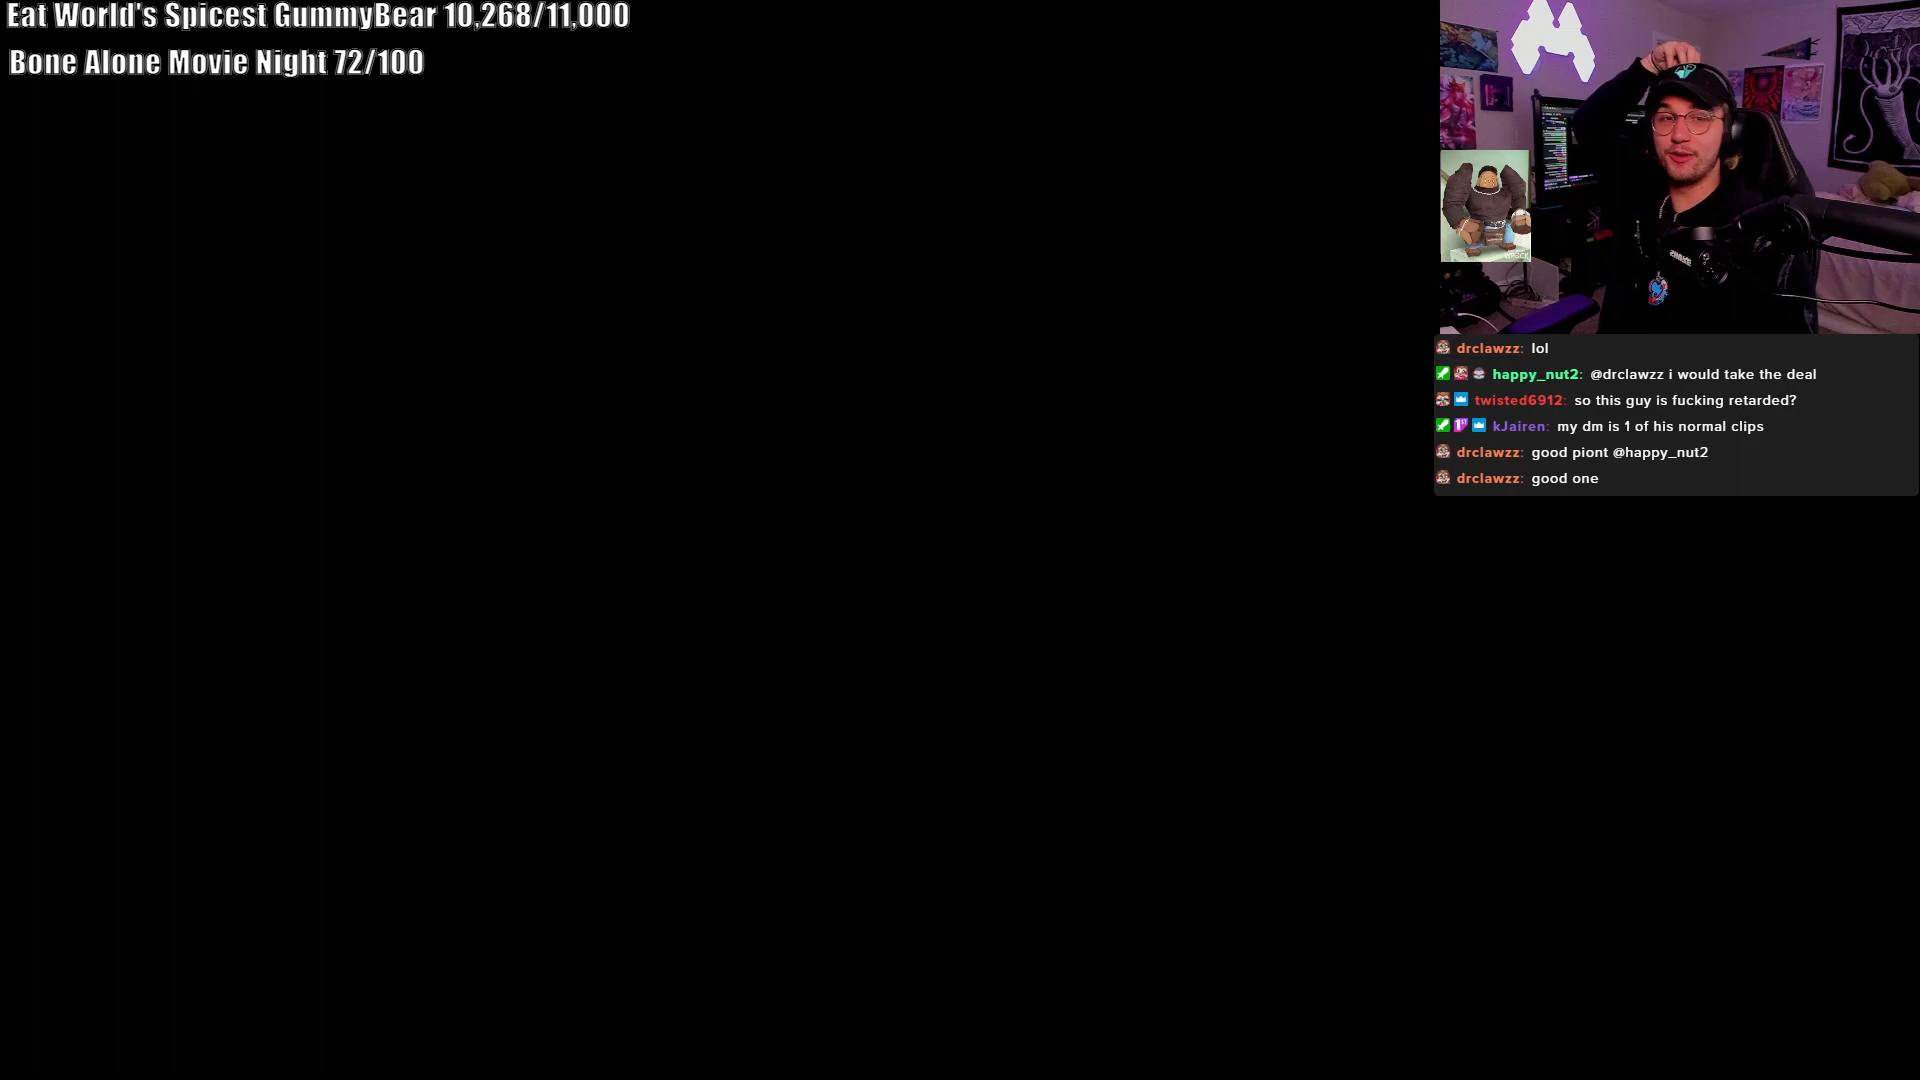 Eat World's Spicest GummyBear 10,268/11,000
Bone Alone Movie Night 72/100
drclawzz: lol
happy_nut2: @drclawzz i would take the deal
twisted6912: so this guy is fucking retarded?
kJairen: my dm is 1 of his normal clips
drclawzz: good piont @happy_nut2
drclawzz: good one